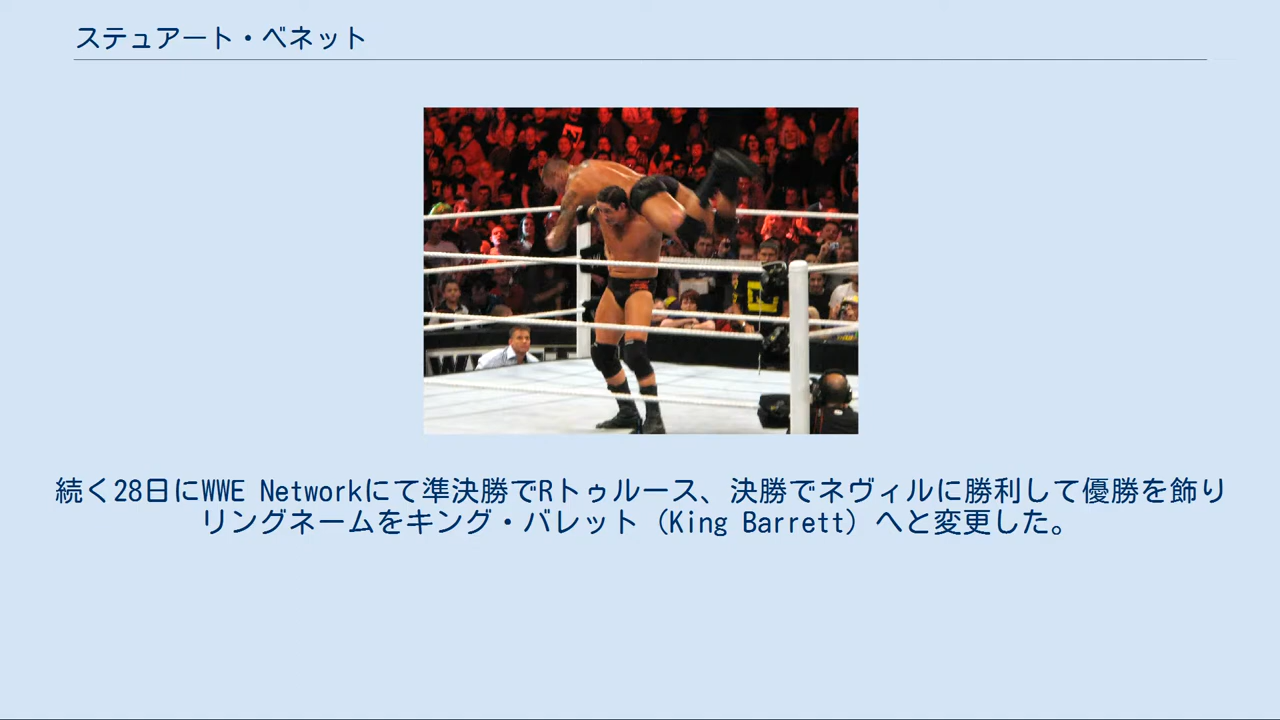 ステュアート・ベネット
続く28日にWWE Networkにて準決勝でRトゥルース、決勝でネヴィルに勝利して優勝を飾り
リングネームをキング・バレット（King Barrett）へと変更した。